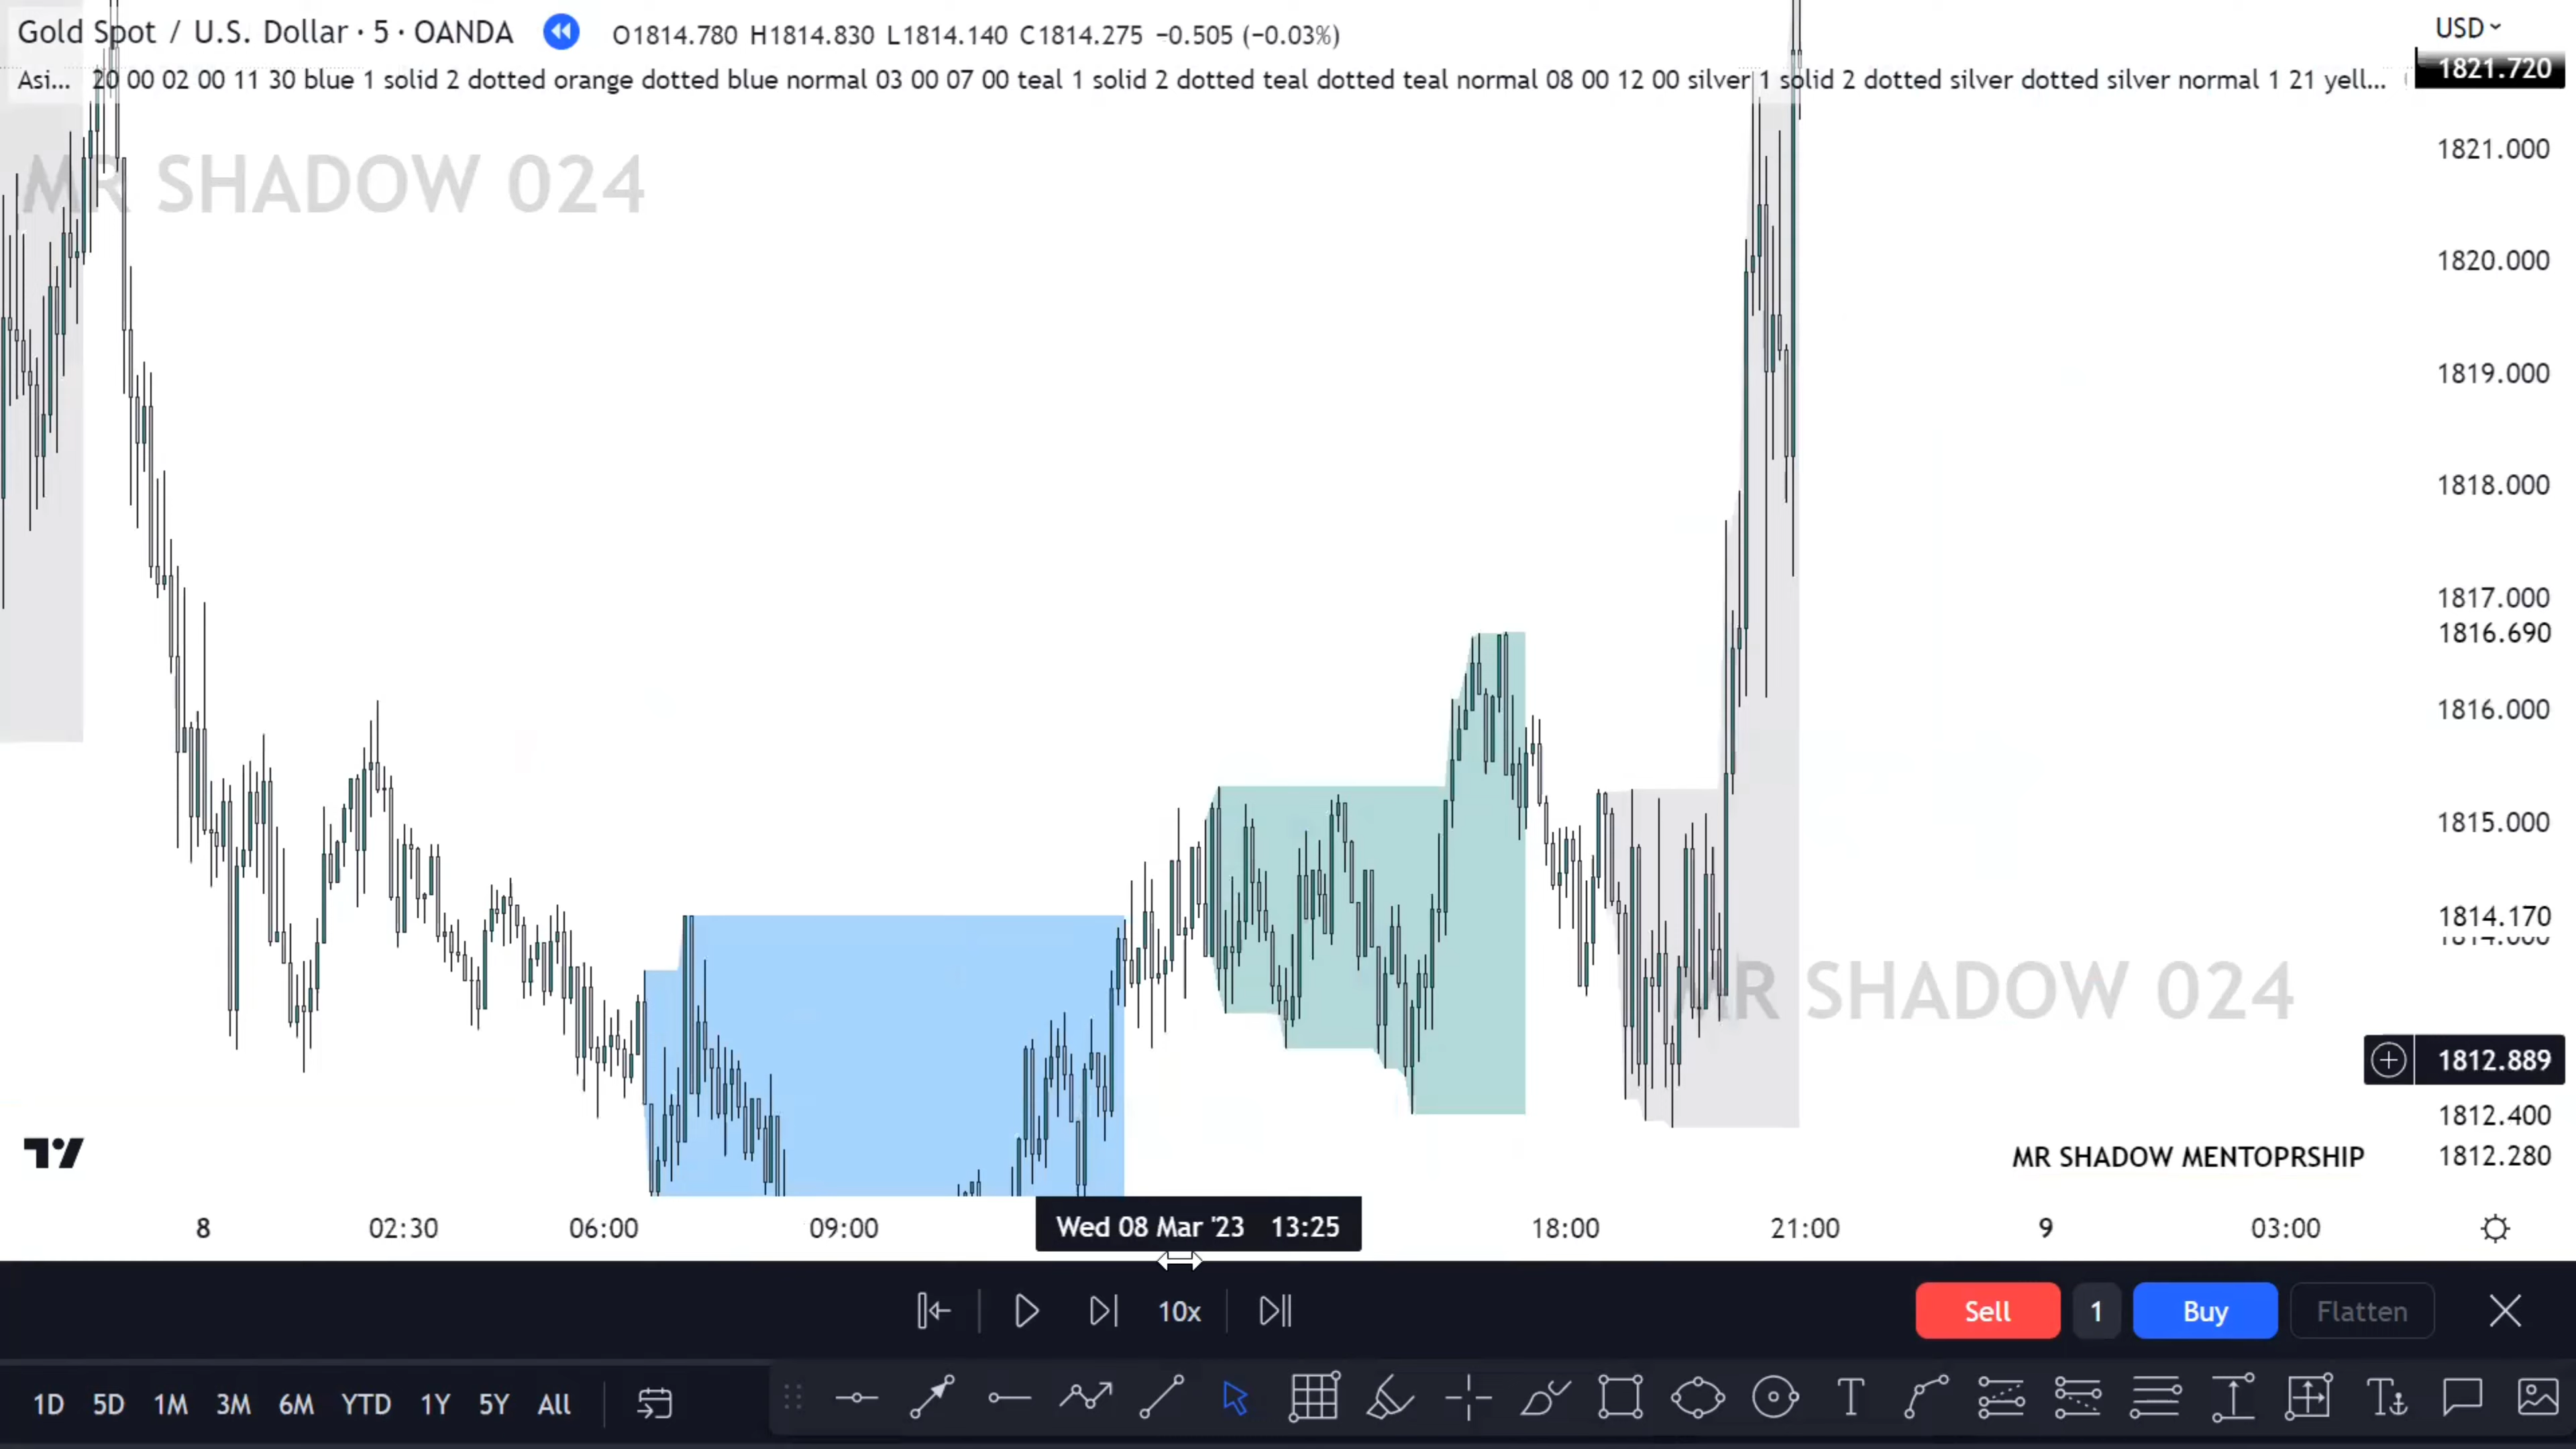 Gold Spot / U.S. Dollar · 5 · OANDA O1814.780 H1814.830 L1814.140 C1814.275 −0.505 (−0.03%)
USD
Asi... 20 00 02 00 11 30 blue 1 solid 2 dotted orange dotted blue normal 03 00 07 00 teal 1 solid 2 dotted teal dotted teal normal 08 00 12 00 silver 1 solid 2 dotted silver dotted silver normal 1 21 yell...
1821.720
1821.000
MR SHADOW 024
1820.000
1819.000
1818.000
1817.000
1816.690
1816.000
1815.000
1814.170
MR SHADOW 024
1812.889
1812.400
MR SHADOW MENTOPRSHIP
1812.280
8 02:30 06:00 09:00 Wed 08 Mar '23 13:25 18:00 21:00 9 03:00
10x Sell 1 Buy Flatten
1D 5D 1M 3M 6M YTD 1Y 5Y All